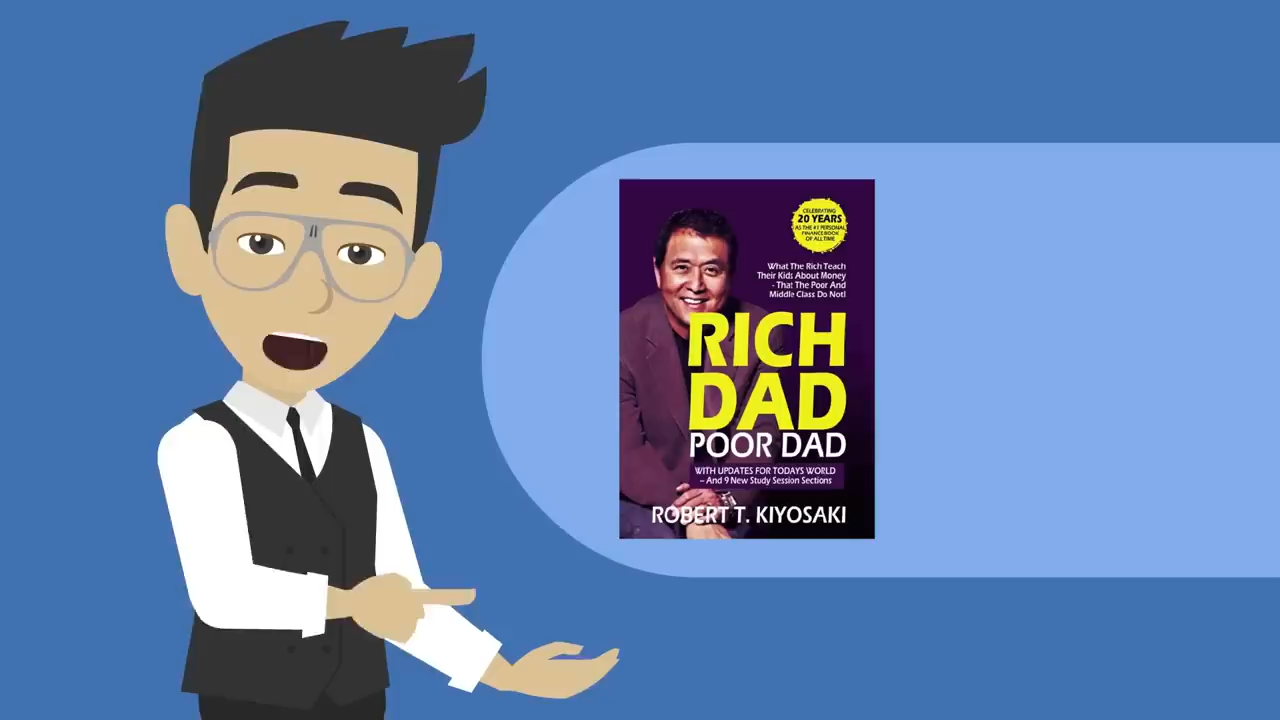 CELEBRATING
20 YEARS
AS THE #1 PERSONAL
FINANCE BOOK
OF ALL TIME
What The Rich Teach
Their Kids About Money
- That The Poor And
Middle Class Do Not!
RICH
DAD
POOR DAD
WITH UPDATES FOR TODAYS WORLD
– And 9 New Study Session Sections
ROBERT T. KIYOSAKI